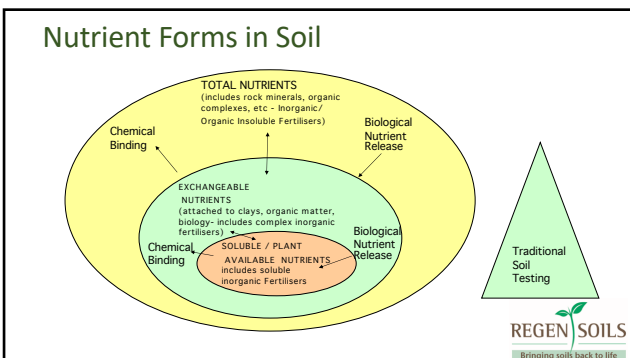 Nutrient Forms in Soil
TOTAL NUTRIENTS
(includes rock minerals, organic
complexes, etc - Inorganic/
Organic Insoluble Fertilisers)
Chemical
Binding
Biological
Nutrient
Release
EXCHANGEABLE
NUTRIENTS
(attached to clays, organic matter,
biology- includes complex inorganic
fertilisers)
Chemical
Binding
SOLUBLE / PLANT
AVAILABLE NUTRIENTS
includes soluble
inorganic Fertilisers
Biological
Nutrient
Release
Traditional
Soil
Testing
REGEN SOILS
Bringing soils back to life